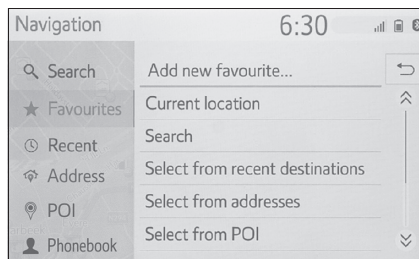 Navigation 6:30
Search
Favourites
Recent
Address
POI
Phonebook
Add new favourite...
Current location
Search
Select from recent destinations
Select from addresses
Select from POI